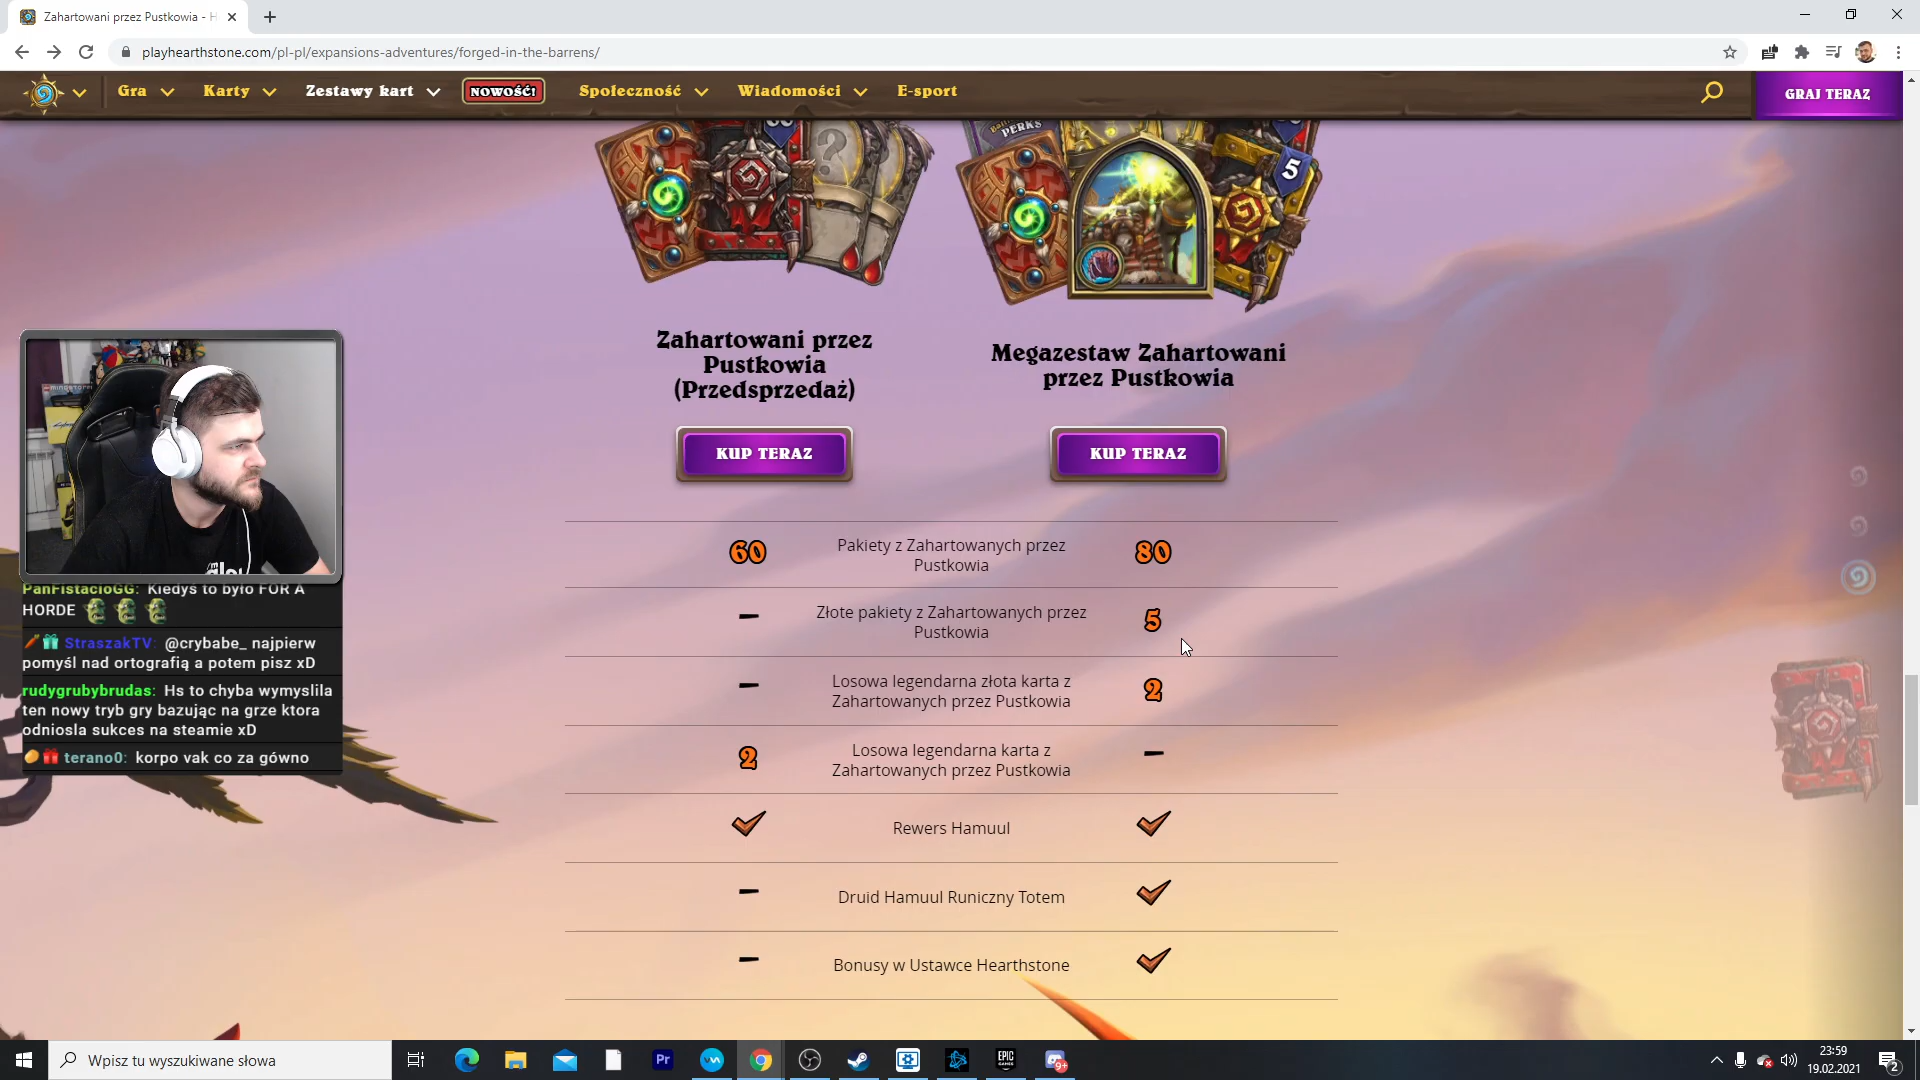 Zahartowani przez Pustkowia - H
playhearthstone.com/pl-pl/expansions-adventures/forged-in-the-barrens/
Gra
Karty
Zestawy kart
NOWOŚĆ!
Społeczność
Wiadomości
E-sport
GRAJ TERAZ
PERKS
5
Zahartowani przez
Pustkowia
(Przedsprzedaż)
Megazestaw Zahartowani
przez Pustkowia
KUP TERAZ
KUP TERAZ
60
Pakiety z Zahartowanych przez
Pustkowia
80
Złote pakiety z Zahartowanych przez
Pustkowia
5
Losowa legendarna złota karta z
Zahartowanych przez Pustkowia
2
2
Losowa legendarna karta z
Zahartowanych przez Pustkowia
Rewers Hamuul
Druid Hamuul Runiczny Totem
Bonusy w Ustawce Hearthstone
PanFistacioGG: Kiedyś to było FOR A
HORDE
StraszakTV: @crybabe_ najpierw
pomyśl nad ortografią a potem pisz xD
rudygrubybrudas: Hs to chyba wymyslila
ten nowy tryb gry bazując na grze ktora
odniosla sukces na steamie xD
terano0: korpo vak co za gówno
Wpisz tu wyszukiwane słowa
Pr
EPIC
GAMES
9+
23:59
19.02.2021
2